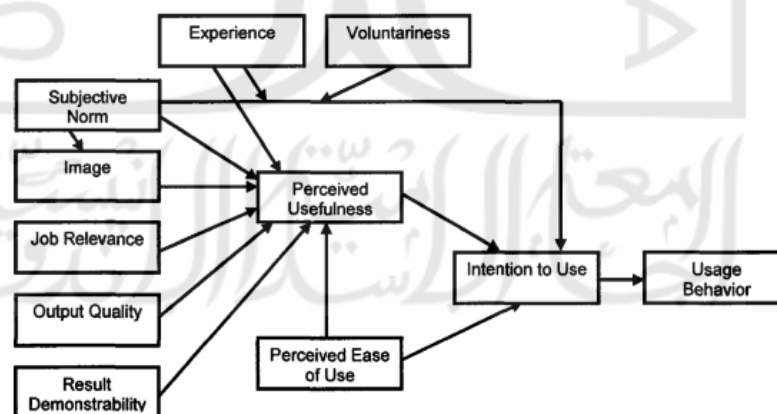 Experience
Voluntariness
Subjective
Norm
Image
Perceived
Usefulness
Job Relevance
Intention to Use
Usage
Behavior
Output Quality
Perceived Ease
of Use
Result
Demonstrability